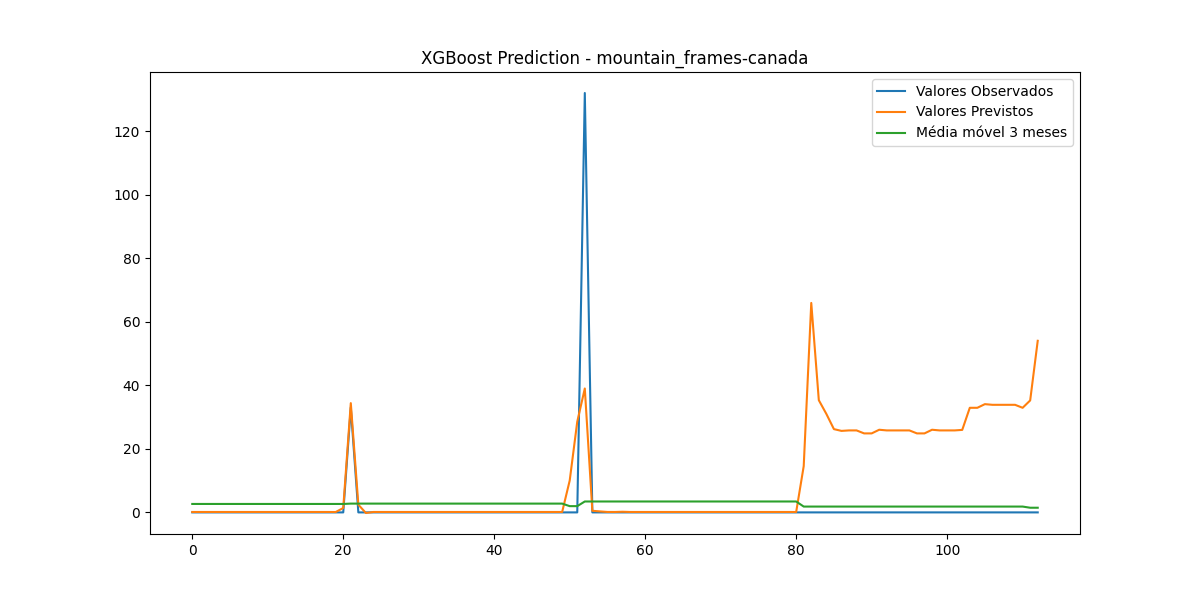 XGBoost Prediction - mountain_frames-canada
Valores Observados
Valores Previstos
Média móvel 3 meses
120
100
80
60
40
20
0
0 20 40 60 80 100